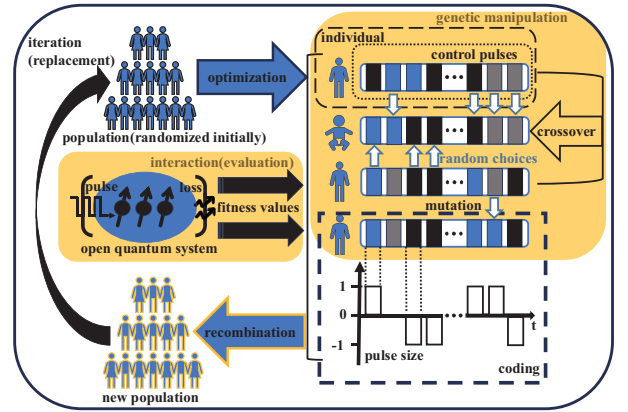 iteration
(replacement)
optimization
population(randomized initially)
genetic manipulation
individual
control pulses
•••
•••
crossover
random choices
•••
mutation
•••
interaction(evaluation)
pulse
loss
fitness values
open quantum system
recombination
new population
1
0
-1
t
pulse size
coding